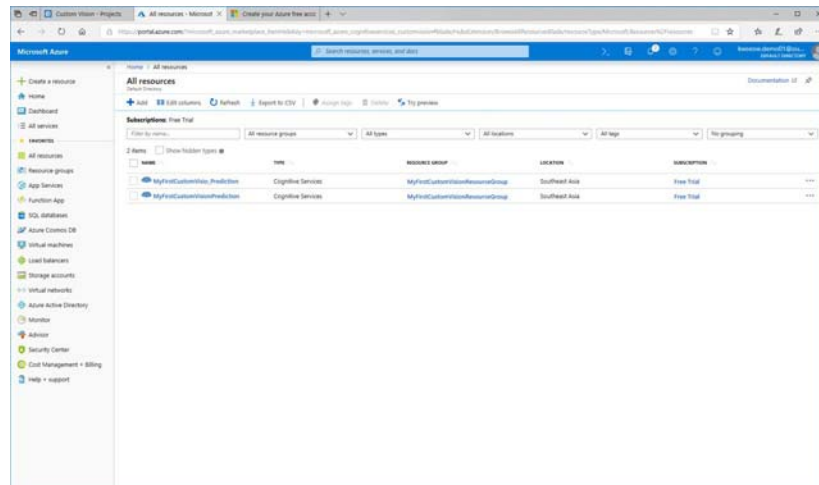 Custom Vision - Projects
All resources - Microsoft
Create your Azure free acco
Microsoft Azure
Search resources, services, and docs
DEFAULT DIRECTORY
Home / All resources
All resources
Default Directory
Documentation
Add Edit columns Refresh Export to CSV Assign tags Delete Try preview
Subscriptions: Free Trial
Filter by name...
All resource groups
All types
All locations
All tags
No grouping
2 items Show hidden types
NAME TYPE RESOURCE GROUP LOCATION SUBSCRIPTION
MyFirstCustomVisio_Prediction Cognitive Services MyFirstCustomVisionResourceGroup Southeast Asia Free Trial
MyFirstCustomVisionPrediction Cognitive Services MyFirstCustomVisionResourceGroup Southeast Asia Free Trial
Create a resource
Home
Dashboard
All services
FAVORITES
All resources
Resource groups
App Services
Function App
SQL databases
Azure Cosmos DB
Virtual machines
Load balancers
Storage accounts
Virtual networks
Azure Active Directory
Monitor
Advisor
Security Center
Cost Management + Billing
Help + support